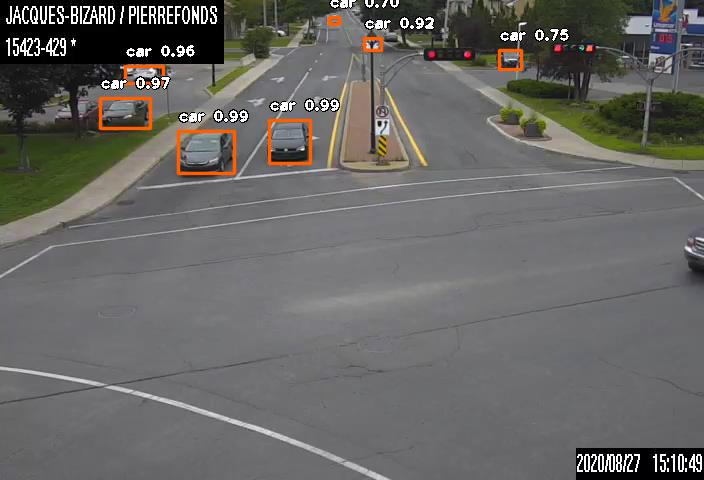 JACQUES-BIZARD / PIERREFONDS
15423-429 *
car 0.70
car 0.92
car 0.75
car 0.96
car 0.97
car 0.99
car 0.99
2020/08/27 15:10:49